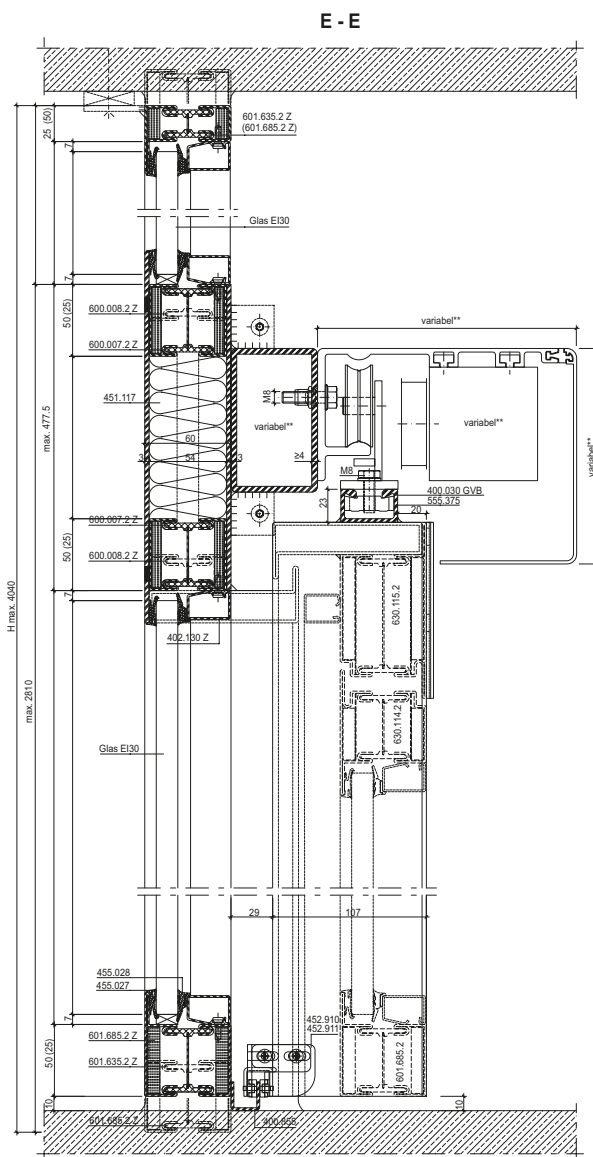 E - E
25 (50)
601.635.2 Z
(601.685.2 Z)
7
Glas EI30
7
600.008.2 Z
50 (25)
variabel**
600.007.2 Z
M8
451.117
variabel**
variabel**
variabel**
max. 477.5
60
3
54
3
≥4
M8
400.030 GVB
555.375
23
20
600.007.2 Z
50 (25)
600.008.2 Z
7
630.115.2
402.130 Z
H max. 4040
max. 2810
630.114.2
Glas EI30
29
107
455.028
455.027
7
452.910
452.911
601.685.2 Z
50 (25)
601.635.2 Z
601.685.2
10
10
601.685.2 Z
400.855